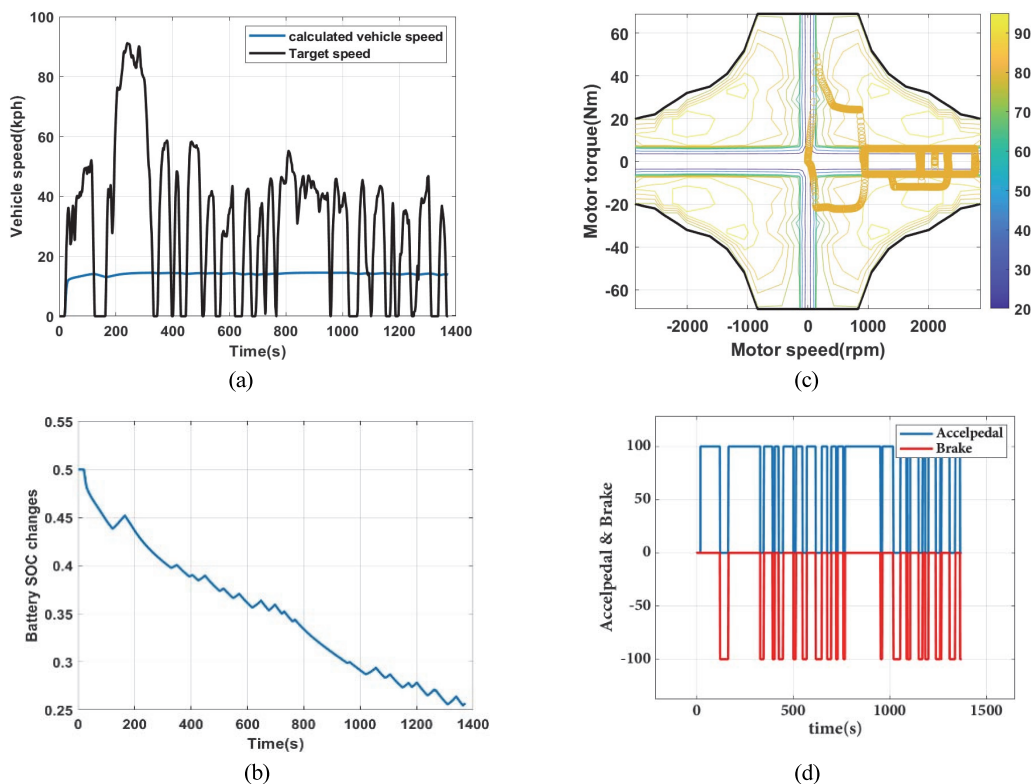 100
80
60
40
20
0
Vehicle speed(kph)
calculated vehicle speed
Target speed
0 200 400 600 800 1000 1200 1400
Time(s)
(a)
60
40
20
0
-20
-40
-60
Motor torque(Nm)
-2000 -1000 0 1000 2000
Motor speed(rpm)
90
80
70
60
50
40
30
20
(c)
0.55
0.5
0.45
0.4
0.35
0.3
0.25
Battery SOC changes
0 200 400 600 800 1000 1200 1400
Time(s)
(b)
100
50
0
-50
-100
Accelpedal & Brake
Accelpedal
Brake
0 500 1000 1500
time(s)
(d)